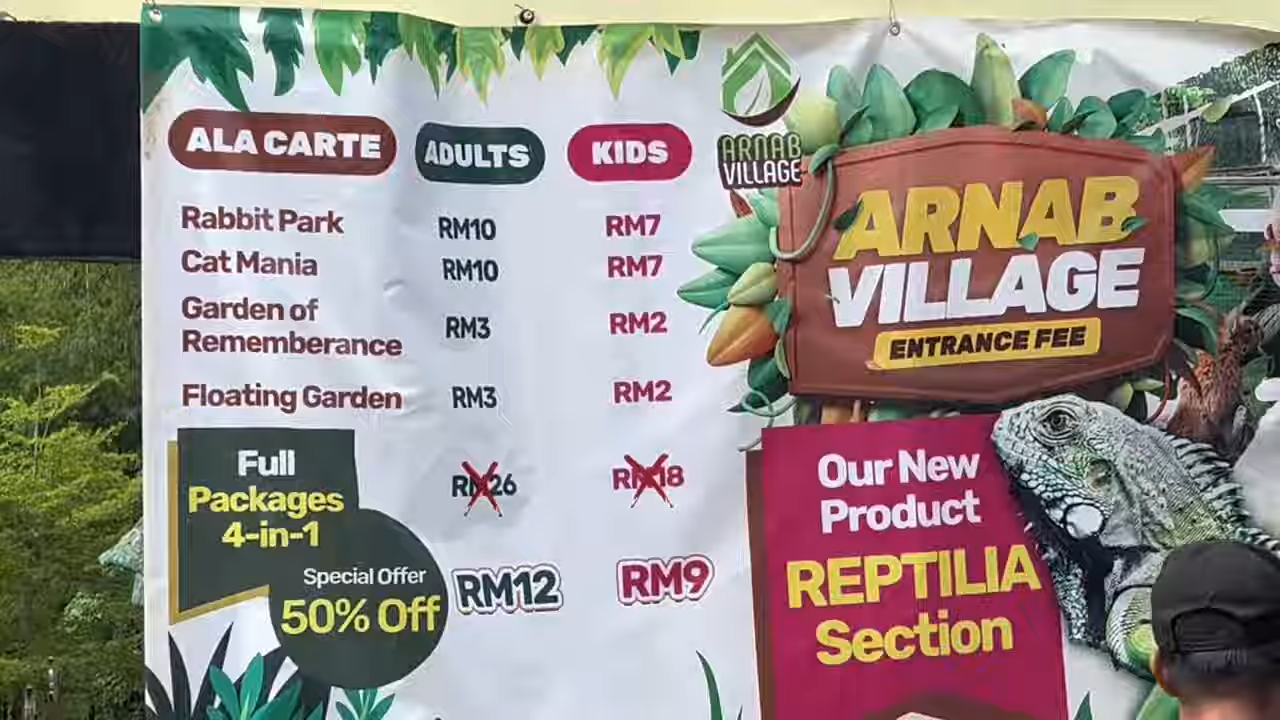 ALA CARTE ADULTS KIDS
Rabbit Park RM10 RM7
Cat Mania RM10 RM7
Garden of
Rememberance RM3 RM2
Floating Garden RM3 RM2
Full
Packages
4-in-1
RM26 RM18
Special Offer
50% Off
RM12 RM9
ARNAB
VILLAGE
ARNAB
VILLAGE
ENTRANCE FEE
Our New
Product
REPTILIA
Section